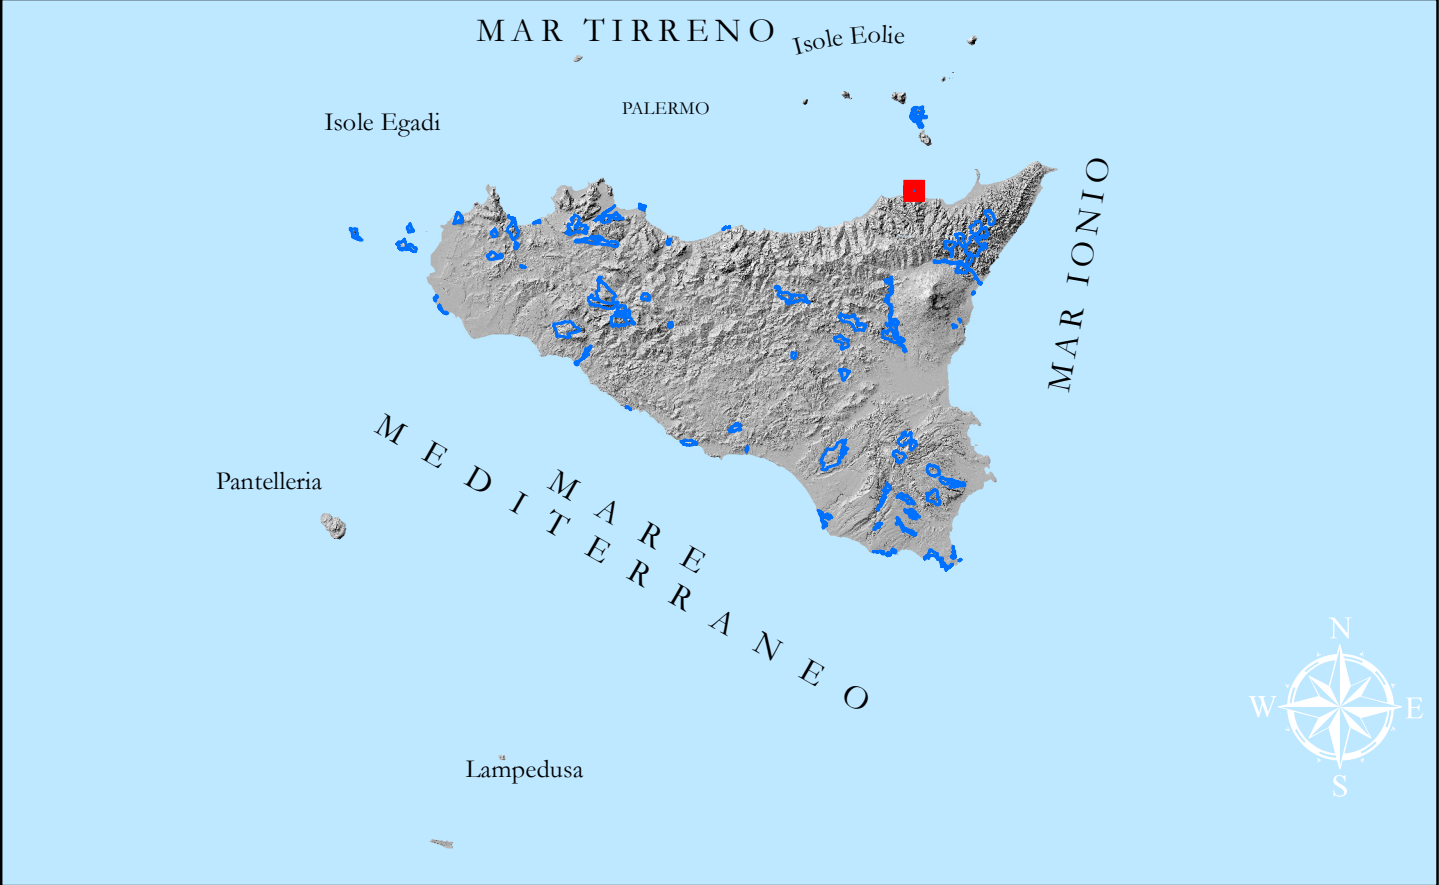 MAR TIRRENO
Isole Eolie
PALERMO
Isole Egadi
MAR IONIO
Pantelleria
MARE
MEDITERRANEO
Lampedusa
N
W
E
S